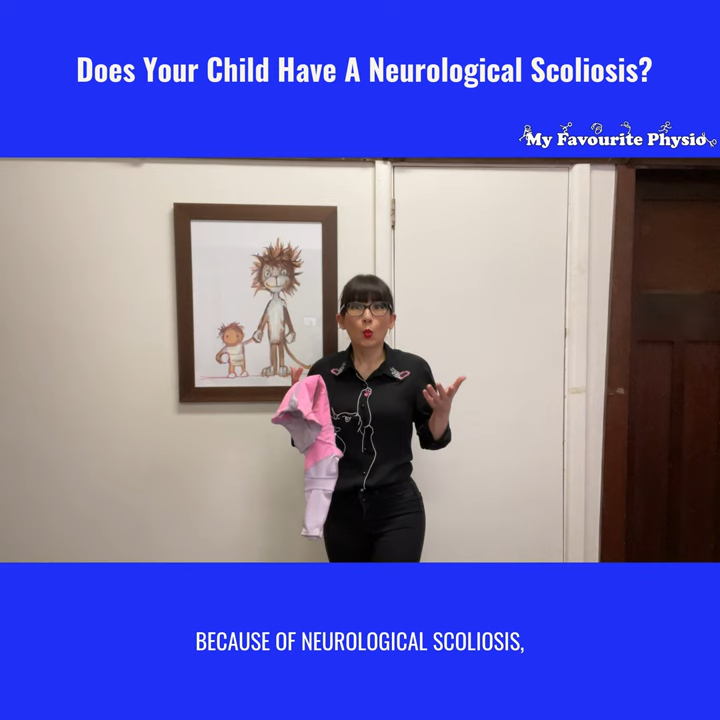 Does Your Child Have A Neurological Scoliosis?
My Favourite Physio
BECAUSE OF NEUROLOGICAL SCOLIOSIS,